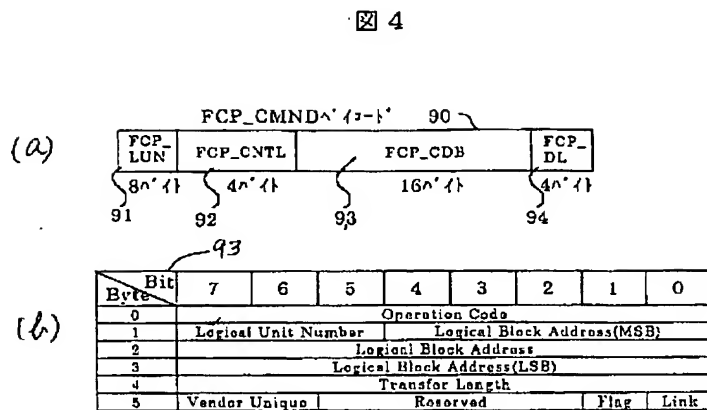 図 4
(a)
FCP_CMNDペイロード 90
FCP_LUN FCP_CNTL FCP_CDB FCP_DL
8バイト 4バイト 16バイト 4バイト
91 92 93 94
93
(b)
Byte Bit 7 6 5 4 3 2 1 0
0 Operation Code
1 Logical Unit Number Logical Block Address(MSB)
2 Logical Block Address
3 Logical Block Address(LSB)
4 Transfer Length
5 Vendor Unique Reserved Flag Link